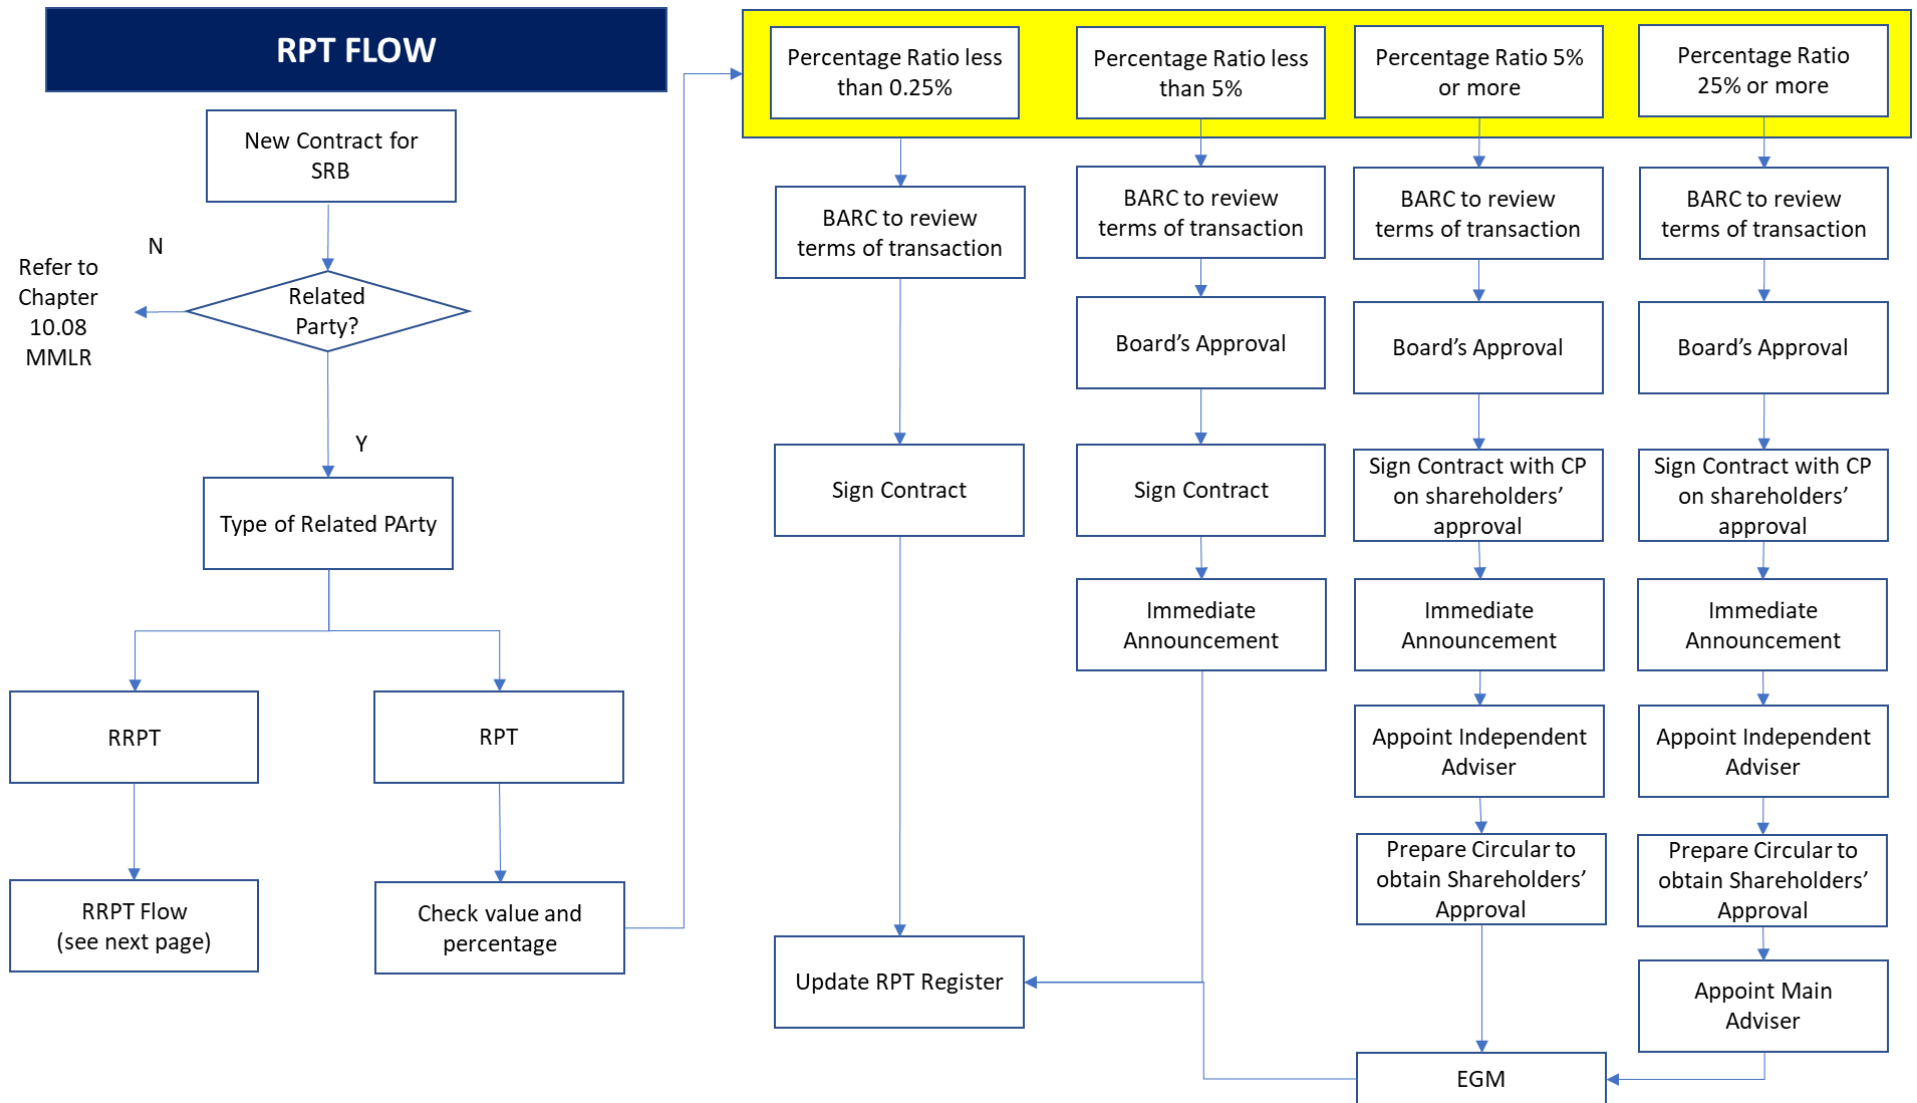 RPT FLOW
New Contract for
SRB
N
Refer to
Chapter
10.08
MMLR
Related
Party?
Y
Type of Related PArty
RRPT
RPT
RRPT Flow
(see next page)
Check value and
percentage
Percentage Ratio less
than 0.25%
BARC to review
terms of transaction
Sign Contract
Update RPT Register
Percentage Ratio less
than 5%
BARC to review
terms of transaction
Board’s Approval
Sign Contract
Immediate
Announcement
Percentage Ratio 5%
or more
BARC to review
terms of transaction
Board’s Approval
Sign Contract with CP
on shareholders’
approval
Immediate
Announcement
Appoint Independent
Adviser
Prepare Circular to
obtain Shareholders’
Approval
EGM
Percentage Ratio
25% or more
BARC to review
terms of transaction
Board’s Approval
Sign Contract with CP
on shareholders’
approval
Immediate
Announcement
Appoint Independent
Adviser
Prepare Circular to
obtain Shareholders’
Approval
Appoint Main
Adviser